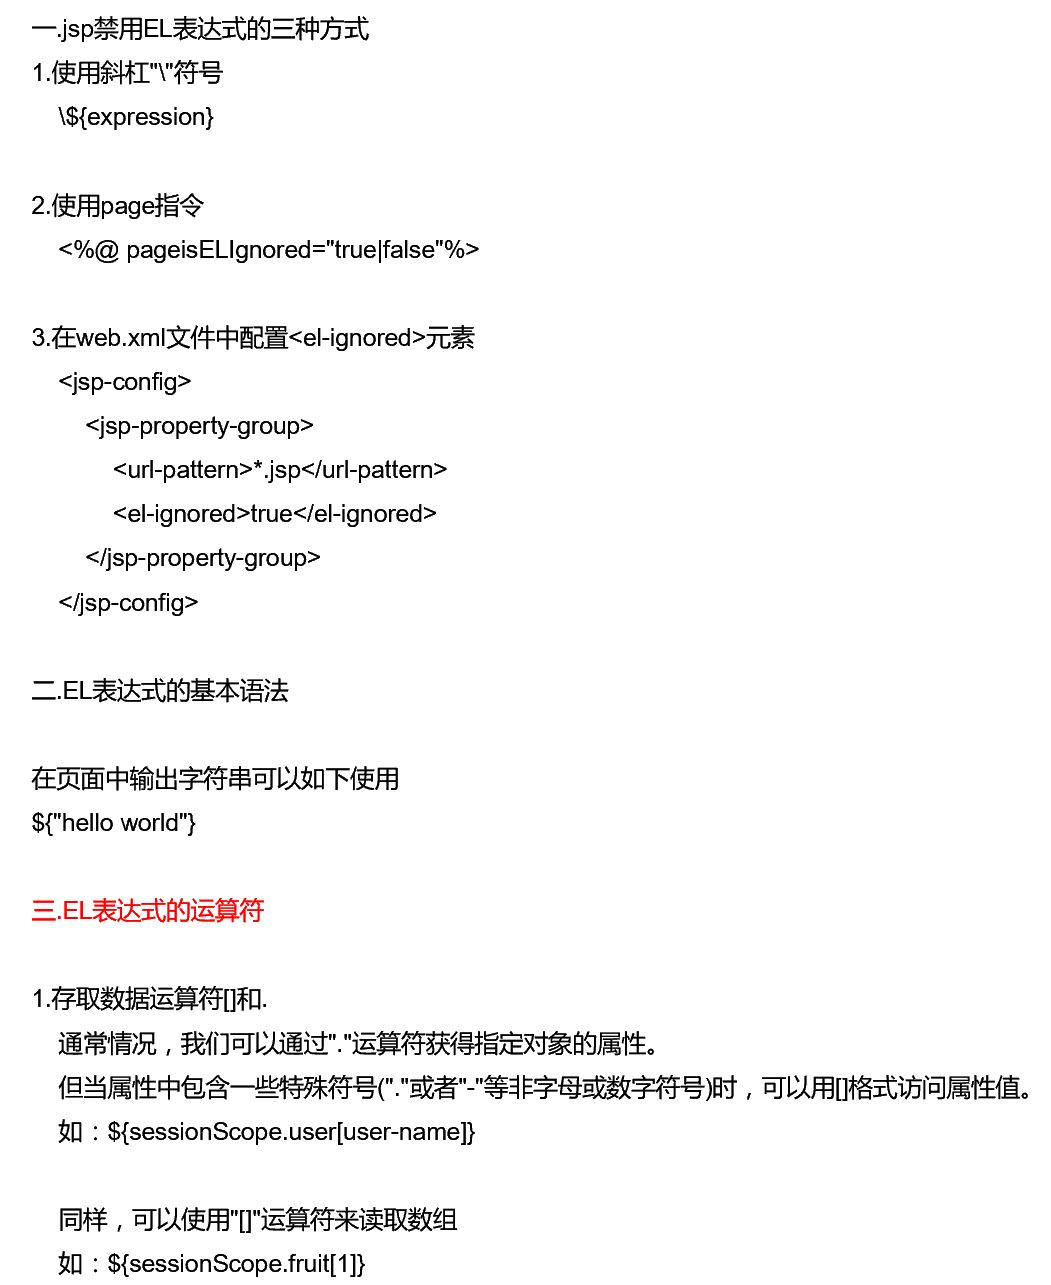 一.jsp禁用EL表达式的三种方式
1.使用斜杠"\"符号
\${expression}
2.使用page指令
<%@ pageisELIgnored="true|false"%>
3.在web.xml文件中配置<el-ignored>元素
<jsp-config>
<jsp-property-group>
<url-pattern>*.jsp</url-pattern>
<el-ignored>true</el-ignored>
</jsp-property-group>
</jsp-config>
二.EL表达式的基本语法
在页面中输出字符串可以如下使用
${"hello world"}
三.EL表达式的运算符
1.存取数据运算符[]和.
通常情况，我们可以通过"."运算符获得指定对象的属性。
但当属性中包含一些特殊符号("."或者"-"等非字母或数字符号)时，可以用[]格式访问属性值。
如：${sessionScope.user[user-name]}
同样，可以使用"[]"运算符来读取数组
如：${sessionScope.fruit[1]}